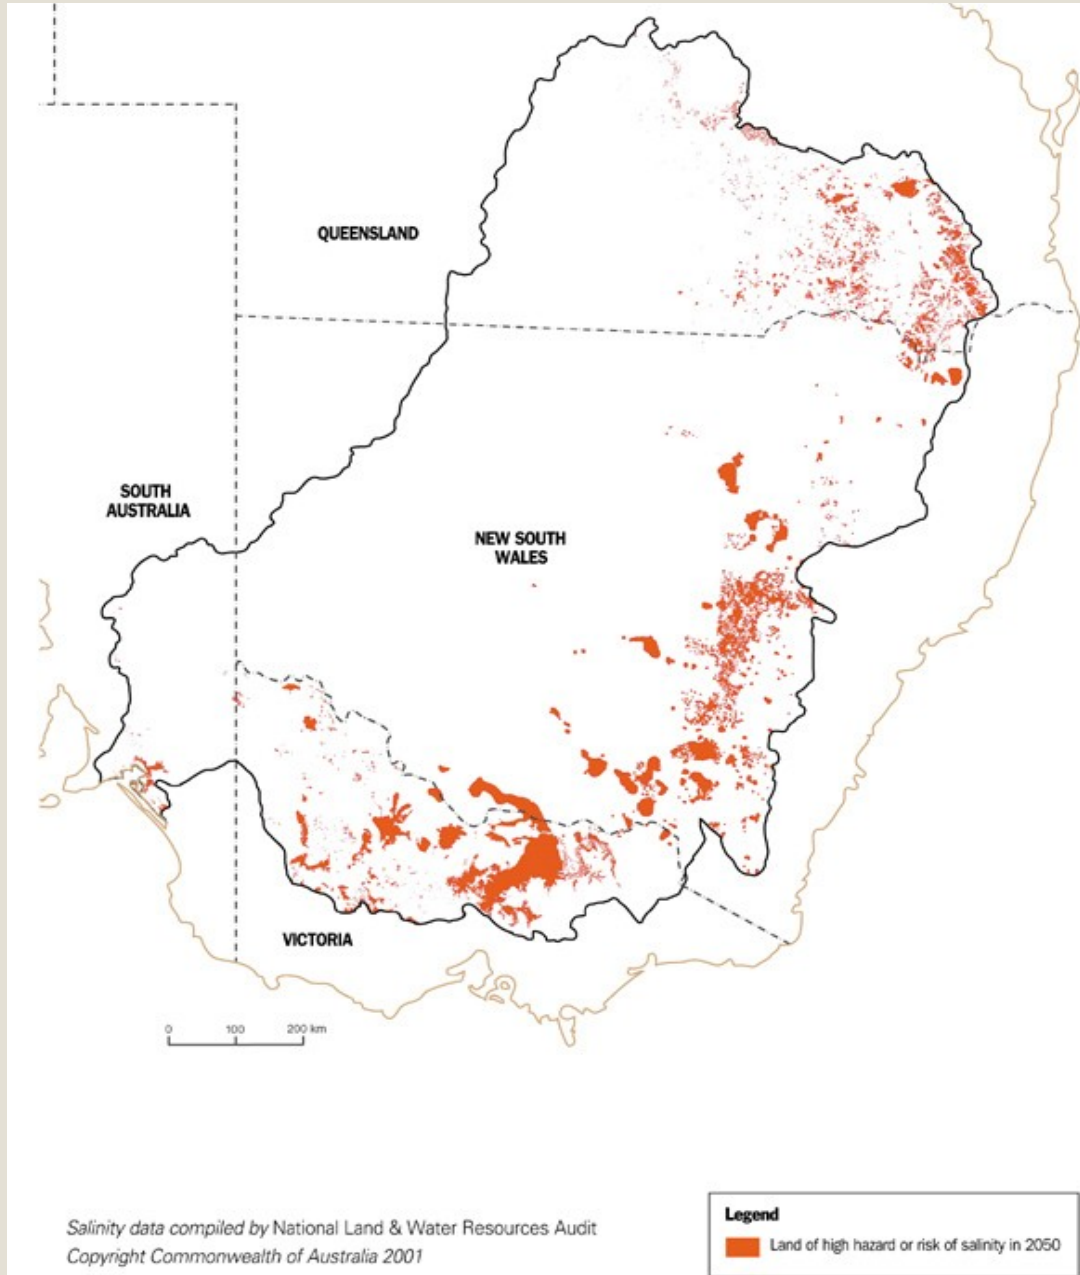 QUEENSLAND
SOUTH
AUSTRALIA
NEW SOUTH
WALES
VICTORIA
0 100 200 km
Salinity data compiled by National Land & Water Resources Audit
Copyright Commonwealth of Australia 2001
Legend
Land of high hazard or risk of salinity in 2050